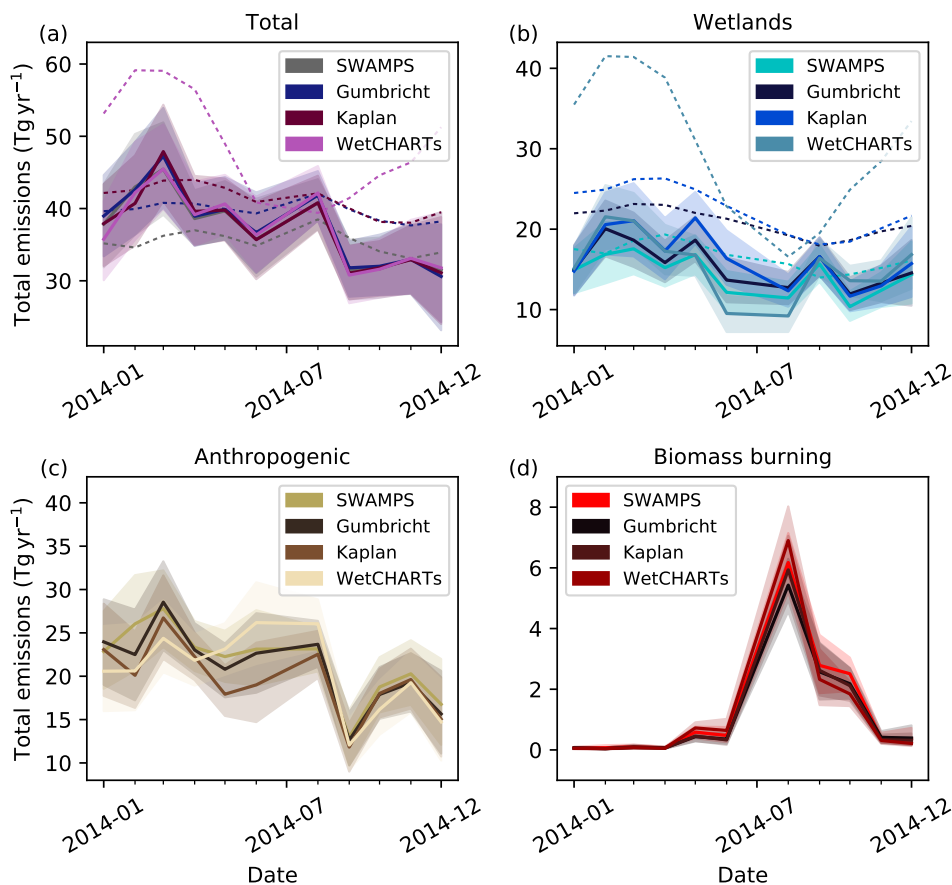 (a) Total
Total emissions (Tg yr⁻¹)
60
50
40
30
SWAMPS
Gumbricht
Kaplan
WetCHARTs
2014-01 2014-07 2014-12
(b) Wetlands
40
30
20
10
SWAMPS
Gumbricht
Kaplan
WetCHARTs
2014-01 2014-07 2014-12
(c) Anthropogenic
Total emissions (Tg yr⁻¹)
40
35
30
25
20
15
10
SWAMPS
Gumbricht
Kaplan
WetCHARTs
2014-01 2014-07 2014-12
Date
(d) Biomass burning
8
6
4
2
0
SWAMPS
Gumbricht
Kaplan
WetCHARTs
2014-01 2014-07 2014-12
Date